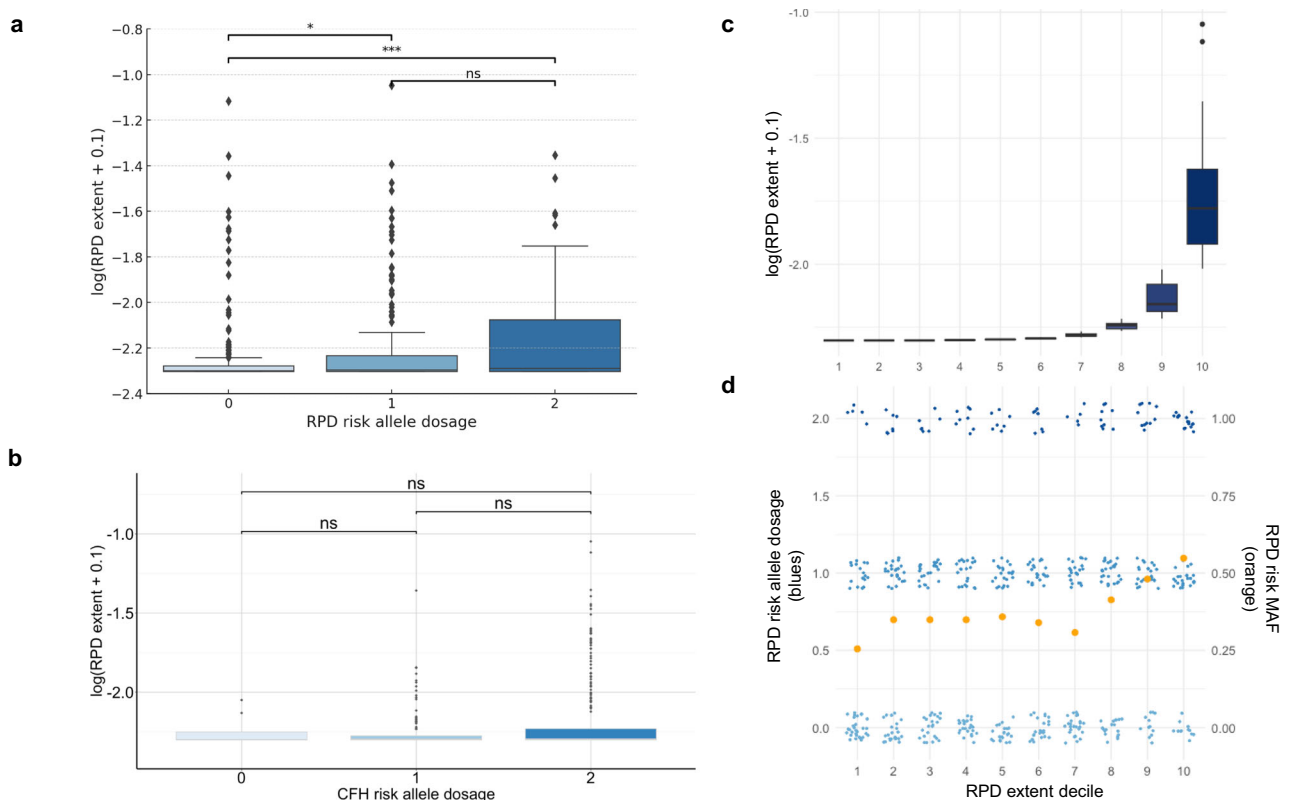 a
−0.8
−1.0
−1.2
−1.4
−1.6
−1.8
−2.0
−2.2
−2.4
log(RPD extent + 0.1)
*
***
ns
0 1 2
RPD risk allele dosage
b
-1.0
-1.5
-2.0
log(RPD extent + 0.1)
ns
ns
ns
0 1 2
CFH risk allele dosage
c
-1.0
-1.5
-2.0
log(RPD extent + 0.1)
1 2 3 4 5 6 7 8 9 10
d
2.0
1.5
1.0
0.5
0.0
RPD risk allele dosage
(blues)
1.00
0.75
0.50
0.25
0.00
RPD risk MAF
(orange)
1 2 3 4 5 6 7 8 9 10
RPD extent decile